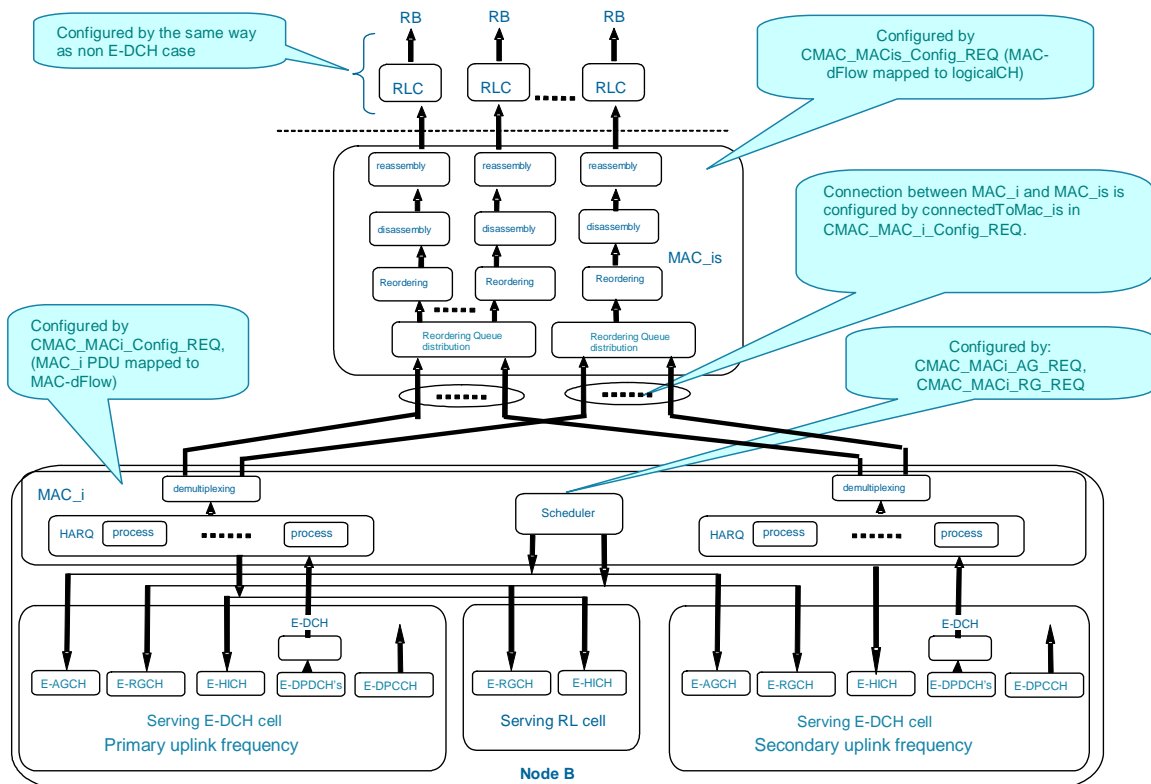 RB RB RB
Configured by the same way
as non E-DCH case
Configured by
CMAC_MACis_Config_REQ (MAC-
dFlow mapped to logicalCH)
RLC RLC RLC
reassembly reassembly reassembly
Connection between MAC_i and MAC_is is
configured by connectedToMac_is in
CMAC_MAC_i_Config_REQ.
disassembly disassembly disassembly
MAC_is
Reordering Reordering Reordering
Configured by
CMAC_MACi_Config_REQ,
(MAC_i PDU mapped to
MAC-dFlow)
Reordering Queue
distribution
Reordering Queue
distribution
Configured by:
CMAC_MACi_AG_REQ,
CMAC_MACi_RG_REQ
MAC_i
demultiplexing demultiplexing
Scheduler
HARQ process process
HARQ process process
E-DCH E-DCH
E-AGCH E-RGCH E-HICH E-DPDCH's E-DPCCH
E-RGCH E-HICH
E-AGCH E-RGCH E-HICH E-DPDCH's E-DPCCH
Serving E-DCH cell
Primary uplink frequency
Serving RL cell
Serving E-DCH cell
Secondary uplink frequency
Node B